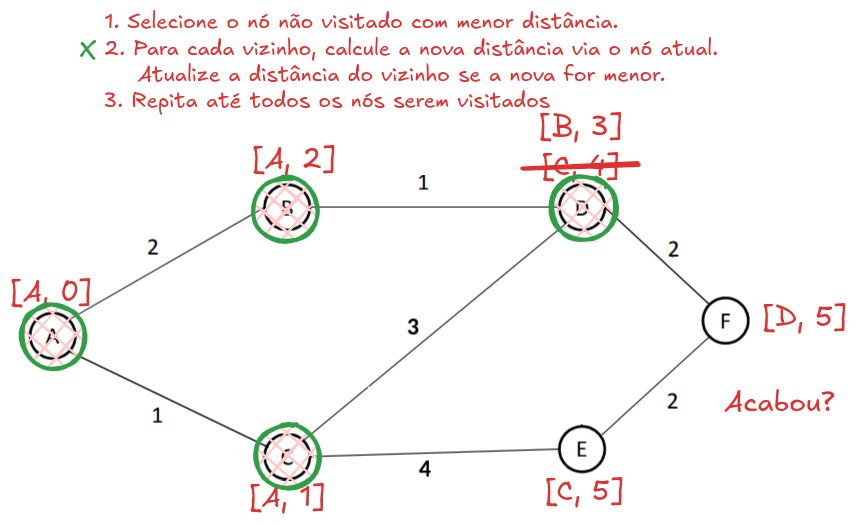 1. Selecione o nó não visitado com menor distância.
X 2. Para cada vizinho, calcule a nova distância via o nó atual.
Atualize a distância do vizinho se a nova for menor.
3. Repita até todos os nós serem visitados
[B, 3]
[A, 2]
[C, 4]
1
B
D
2
2
[A, 0]
F
[D, 5]
A
3
Acabou?
1
2
C
E
4
[A, 1]
[C, 5]